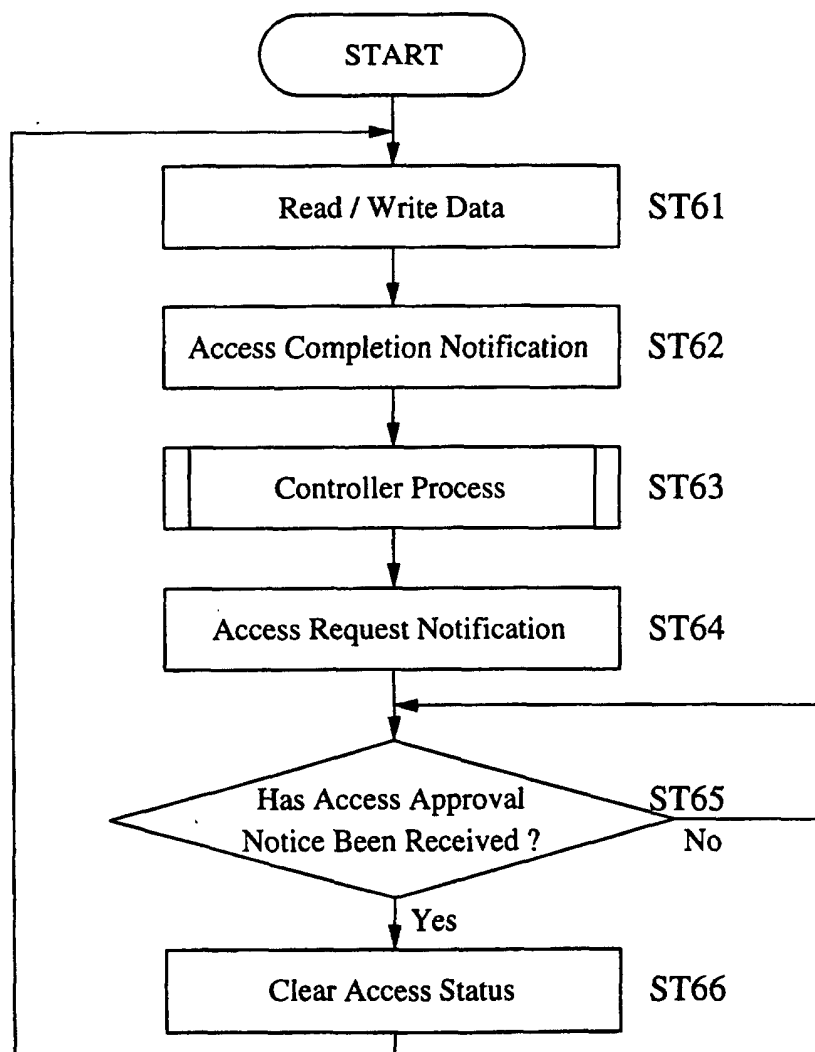 START
Read / Write Data
ST61
Access Completion Notification
ST62
Controller Process
ST63
Access Request Notification
ST64
Has Access Approval
Notice Been Received ?
ST65
No
Yes
Clear Access Status
ST66